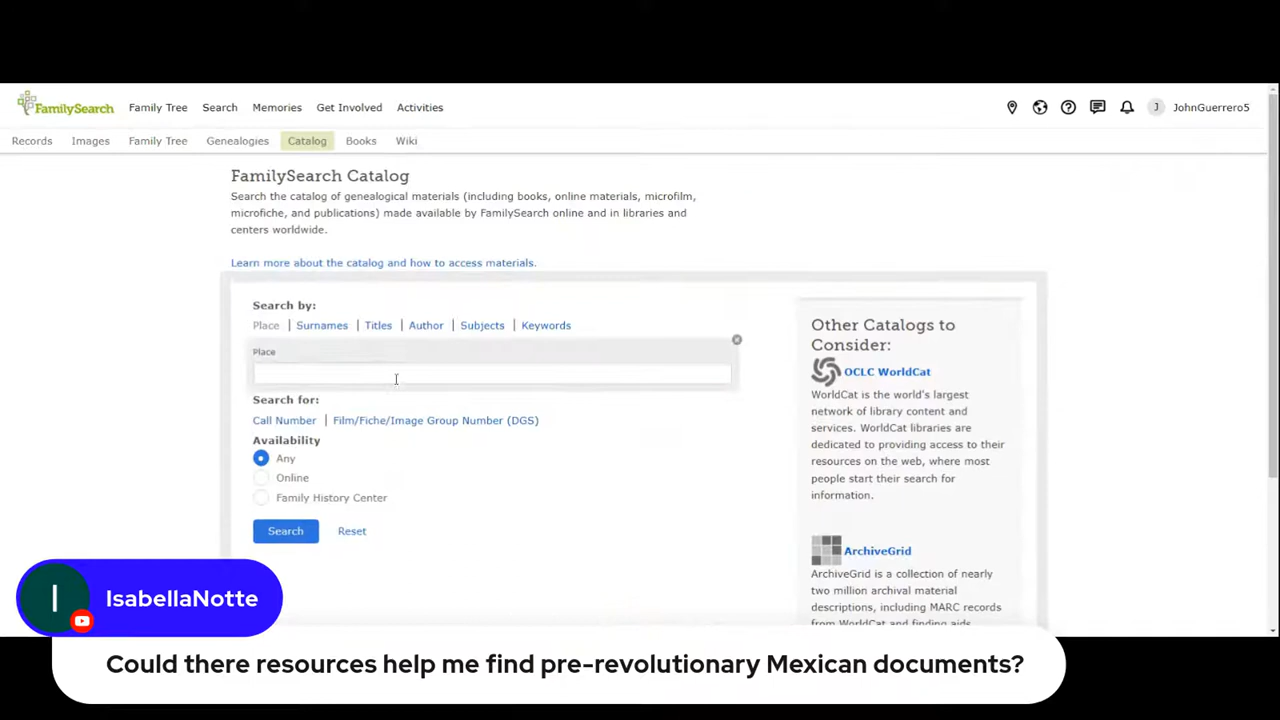 FamilySearch Family Tree Search Memories Get Involved Activities J JohnGuerrero5
Records Images Family Tree Genealogies Catalog Books Wiki
FamilySearch Catalog
Search the catalog of genealogical materials (including books, online materials, microfilm,
microfiche, and publications) made available by FamilySearch online and in libraries and
centers worldwide.
Learn more about the catalog and how to access materials.
Search by:
Place | Surnames | Titles | Author | Subjects | Keywords
Place
Search for:
Call Number | Film/Fiche/Image Group Number (DGS)
Availability
Any
Online
Family History Center
Search Reset
Other Catalogs to
Consider:
OCLC WorldCat
WorldCat is the world's largest
network of library content and
services. WorldCat libraries are
dedicated to providing access to their
resources on the web, where most
people start their search for
information.
ArchiveGrid
ArchiveGrid is a collection of nearly
two million archival material
descriptions, including MARC records
from WorldCat and finding aids
I IsabellaNotte
Could there resources help me find pre-revolutionary Mexican documents?